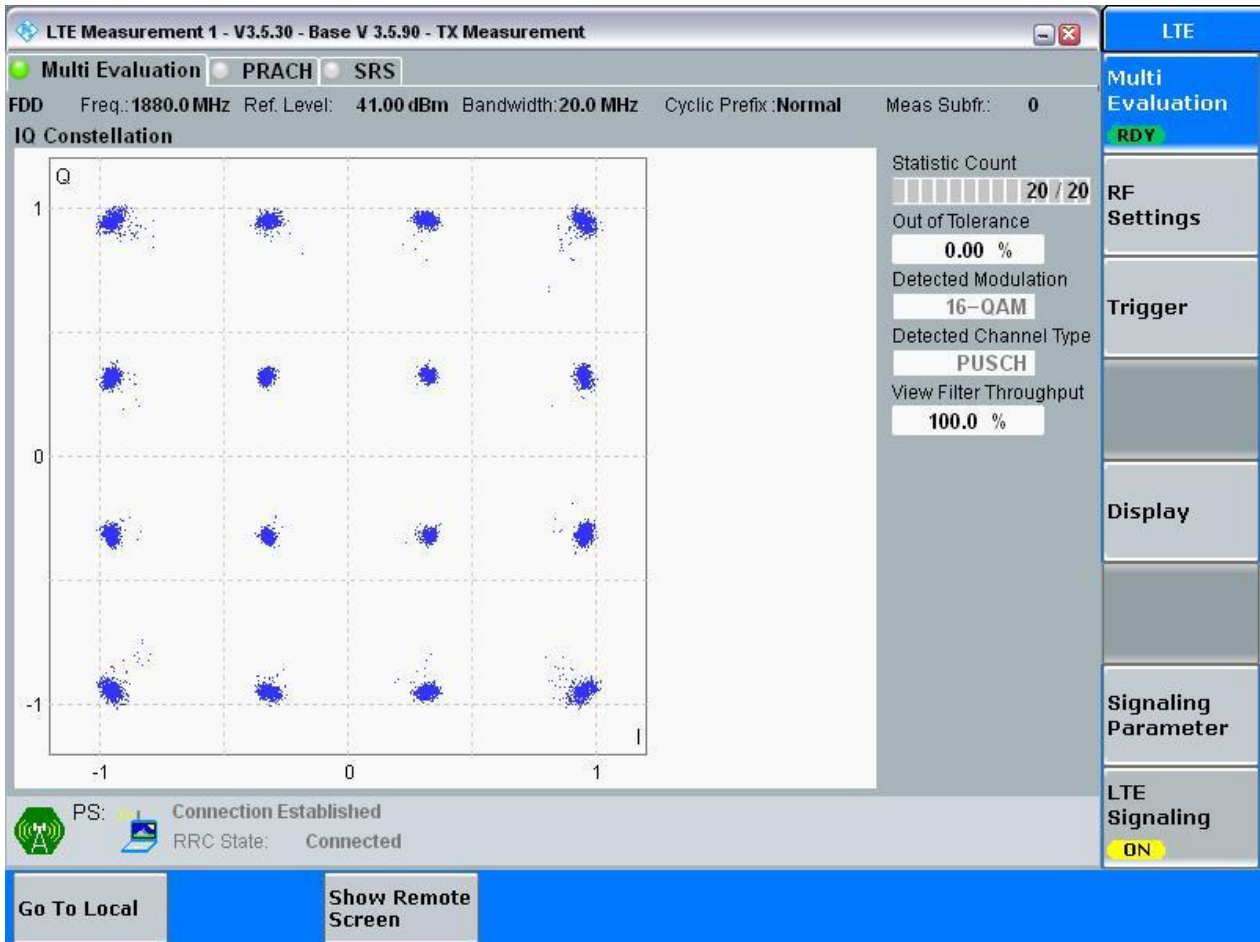 LTE Measurement 1 - V3.5.30 - Base V 3.5.90 - TX Measurement
LTE
Multi Evaluation PRACH SRS
FDD Freq.: 1880.0 MHz Ref. Level: 41.00 dBm Bandwidth: 20.0 MHz Cyclic Prefix : Normal Meas Subfr.: 0
IQ Constellation
Q
1
0
-1
I
-1 0 1
Statistic Count
20 / 20
Out of Tolerance
0.00 %
Detected Modulation
16-QAM
Detected Channel Type
PUSCH
View Filter Throughput
100.0 %
Multi
Evaluation
RDY
RF
Settings
Trigger
Display
Signaling
Parameter
LTE
Signaling
ON
PS: Connection Established
RRC State: Connected
Go To Local
Show Remote
Screen